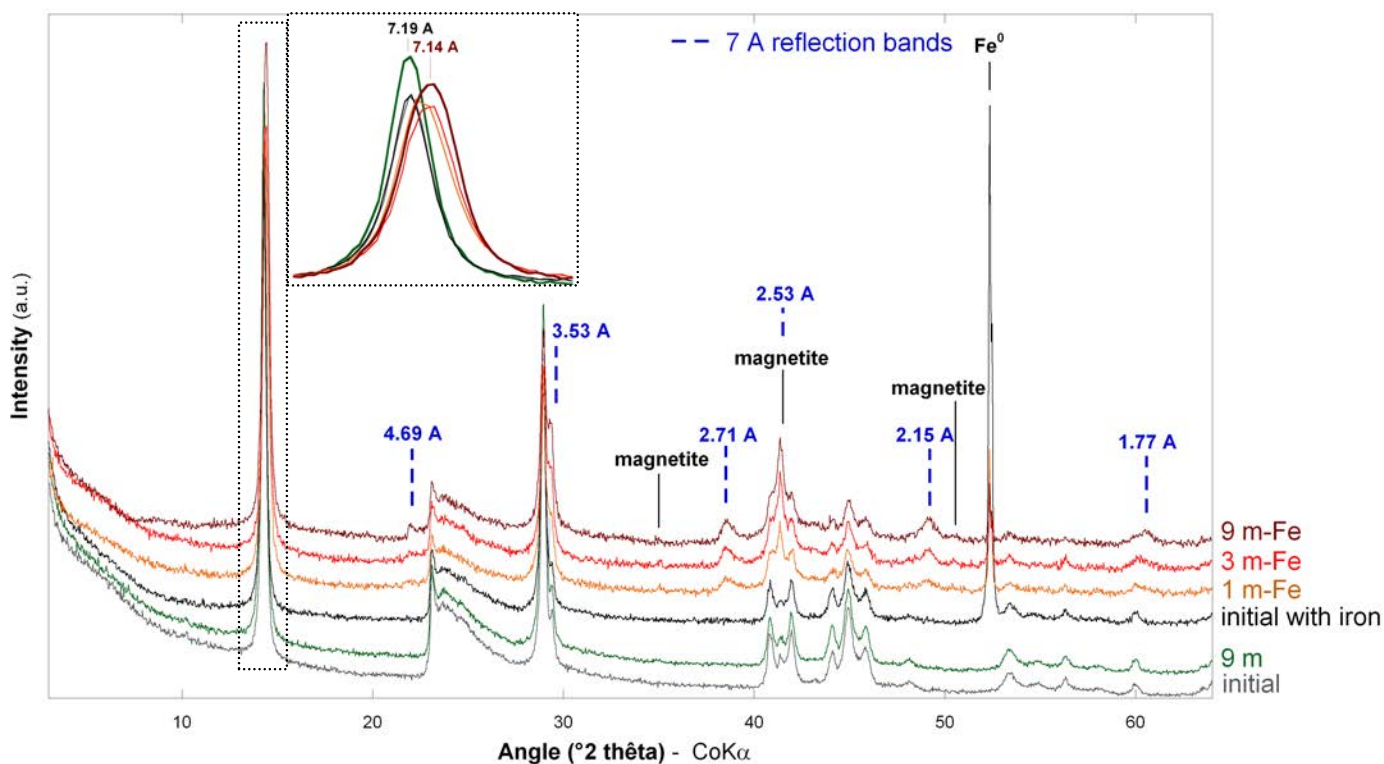 7.19 A
7.14 A
7 A reflection bands
Fe⁰
2.53 A
3.53 A
magnetite
magnetite
4.69 A
2.71 A
2.15 A
1.77 A
magnetite
9 m-Fe
3 m-Fe
1 m-Fe
initial with iron
9 m
initial
Intensity (a.u.)
10 20 30 40 50 60
Angle (°2 thêta) - CoKα